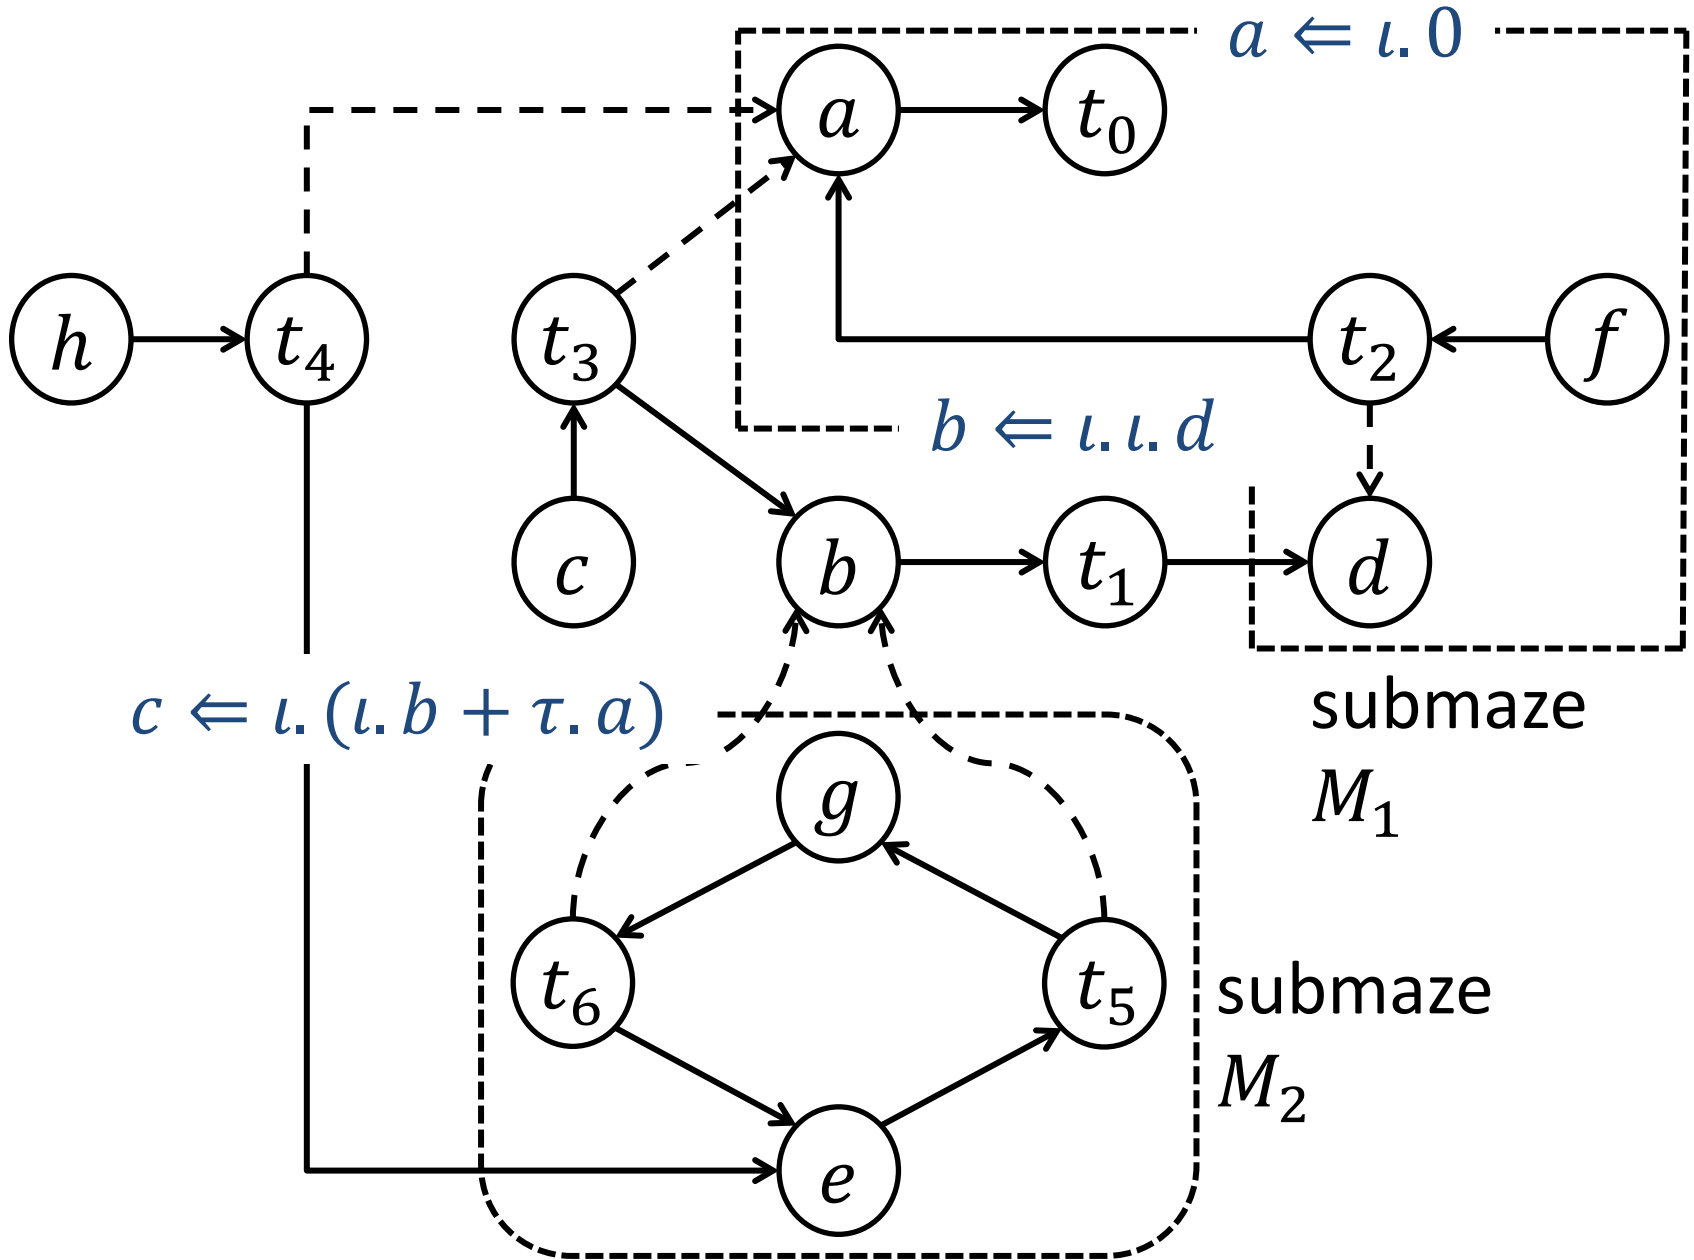 a ⇐ ι. 0
a t₀
h t₄ t₃ t₂ f
b ⇐ ι. ι. d
c b t₁ d
c ⇐ ι. (ι. b + τ. a)
submaze
M₁
g
t₆ t₅
submaze
M₂
e